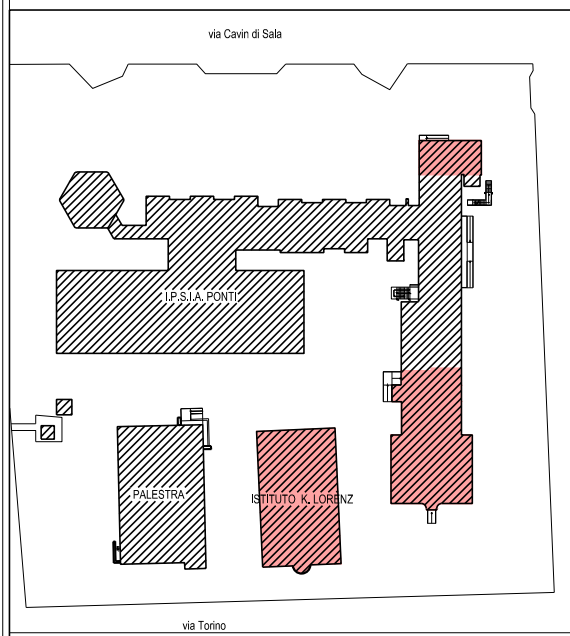 via Cavin di Sala
I.P.S.I.A. PONTI
PALESTRA
ISTITUTO K. LORENZ
via Torino